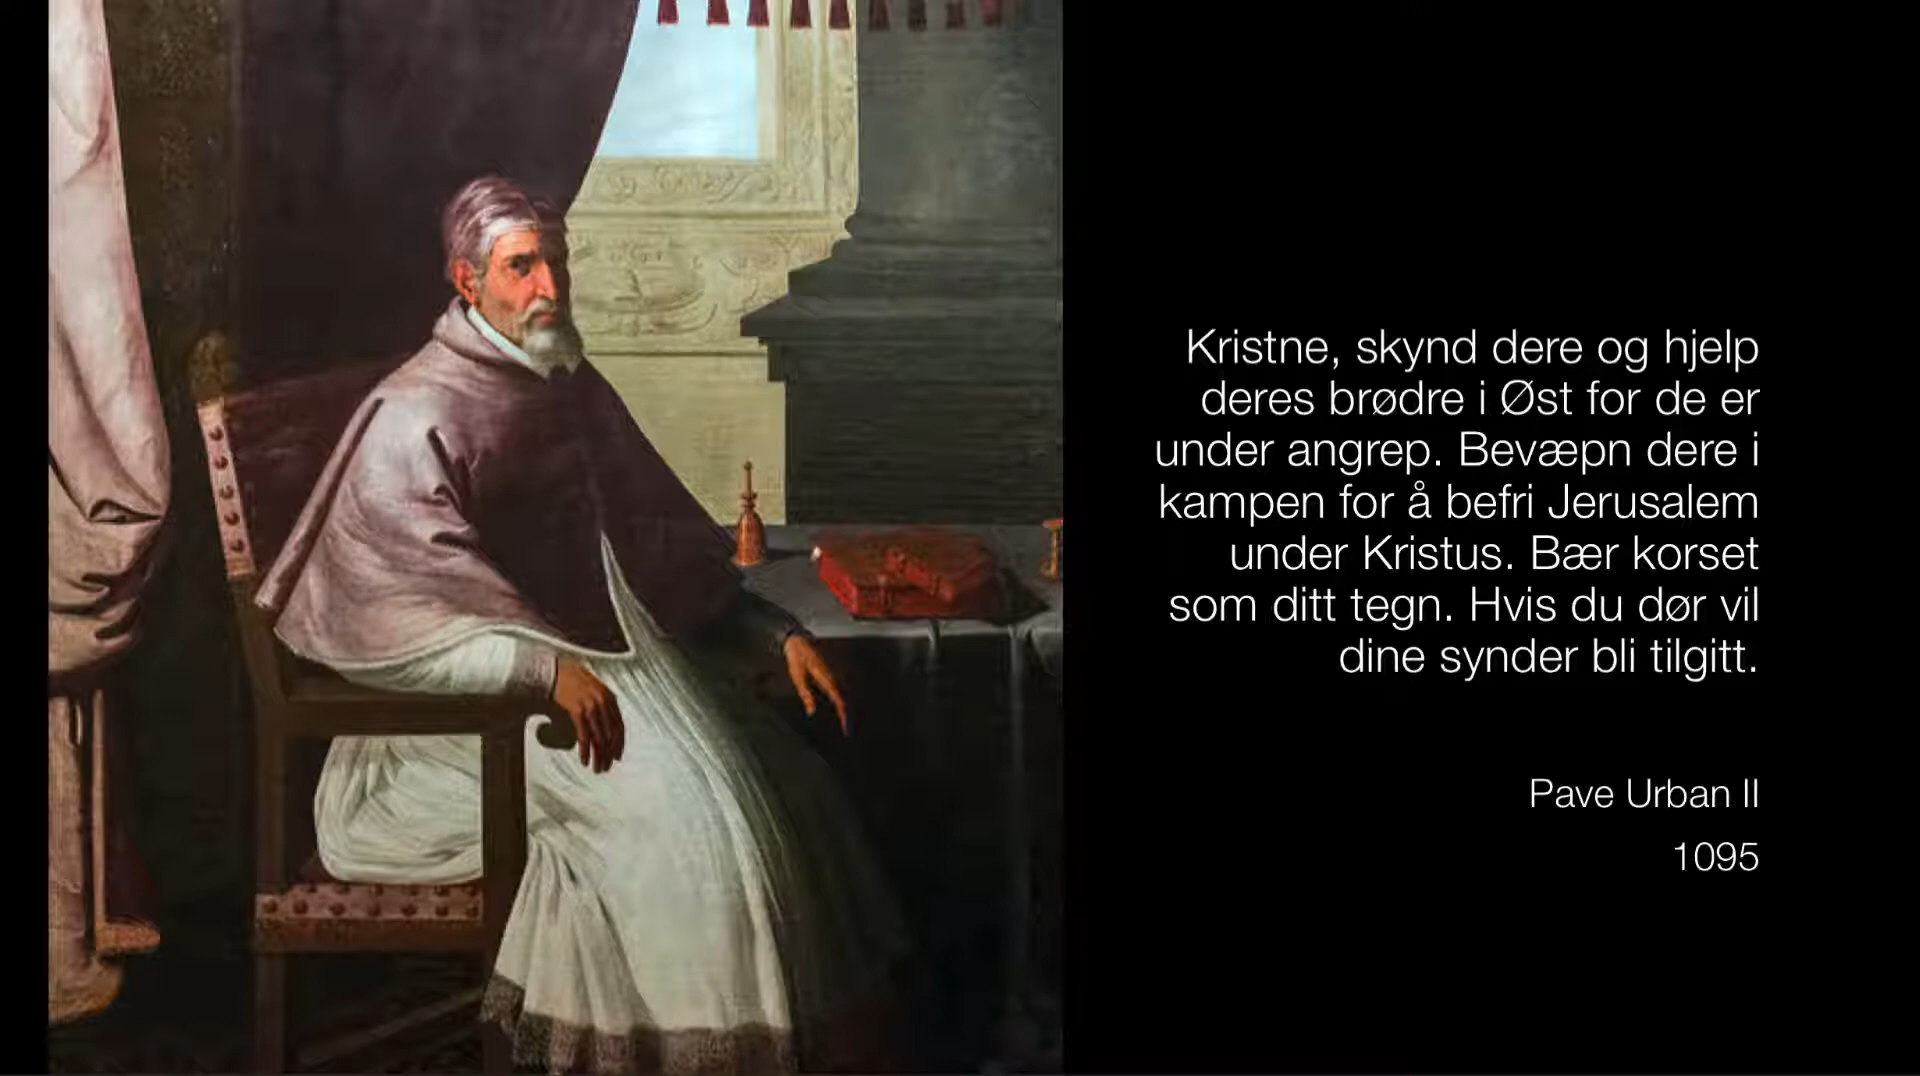 Kristne, skynd dere og hjelp
deres brødre i Øst for de er
under angrep. Bevæpn dere i
kampen for å befri Jerusalem
under Kristus. Bær korset
som ditt tegn. Hvis du dør vil
dine synder bli tilgitt.
Pave Urban II
1095